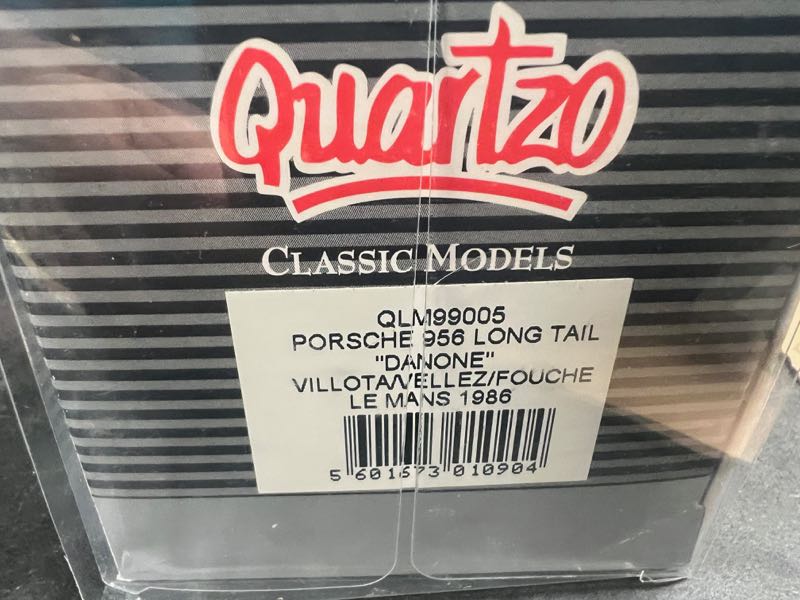 Quartzo
CLASSIC MODELS
QLM99005
PORSCHE 956 LONG TAIL
"DANONE"
VILLOTA/VELLEZ/FOUCHE
LE MANS 1986
5 601673 010904